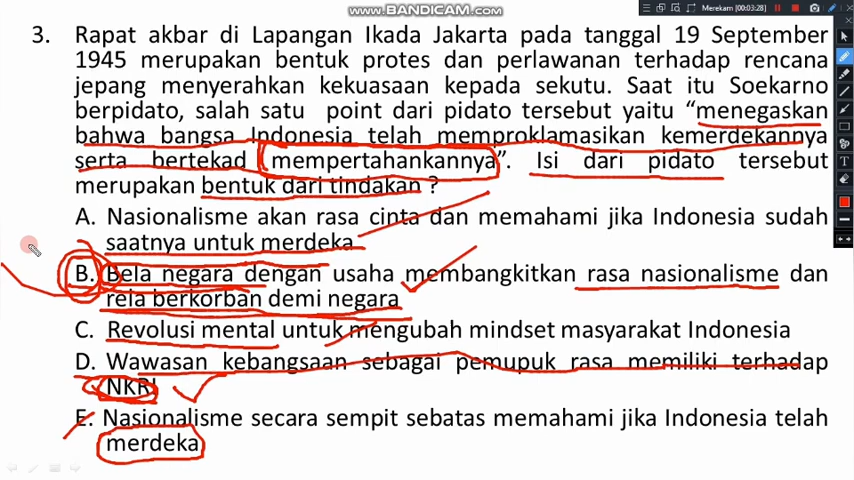 www.BANDICAM.com
Merekam (00:03:28)
3. Rapat akbar di Lapangan Ikada Jakarta pada tanggal 19 September
1945 merupakan bentuk protes dan perlawanan terhadap rencana
jepang menyerahkan kekuasaan kepada sekutu. Saat itu Soekarno
berpidato, salah satu point dari pidato tersebut yaitu “menegaskan
bahwa bangsa Indonesia telah memproklamasikan kemerdekannya
serta bertekad mempertahankannya”. Isi dari pidato tersebut
merupakan bentuk dari tindakan ?
A. Nasionalisme akan rasa cinta dan memahami jika Indonesia sudah
saatnya untuk merdeka
B. Bela negara dengan usaha membangkitkan rasa nasionalisme dan
rela berkorban demi negara
C. Revolusi mental untuk mengubah mindset masyarakat Indonesia
D. Wawasan kebangsaan sebagai pemupuk rasa memiliki terhadap
NKRI
E. Nasionalisme secara sempit sebatas memahami jika Indonesia telah
merdeka